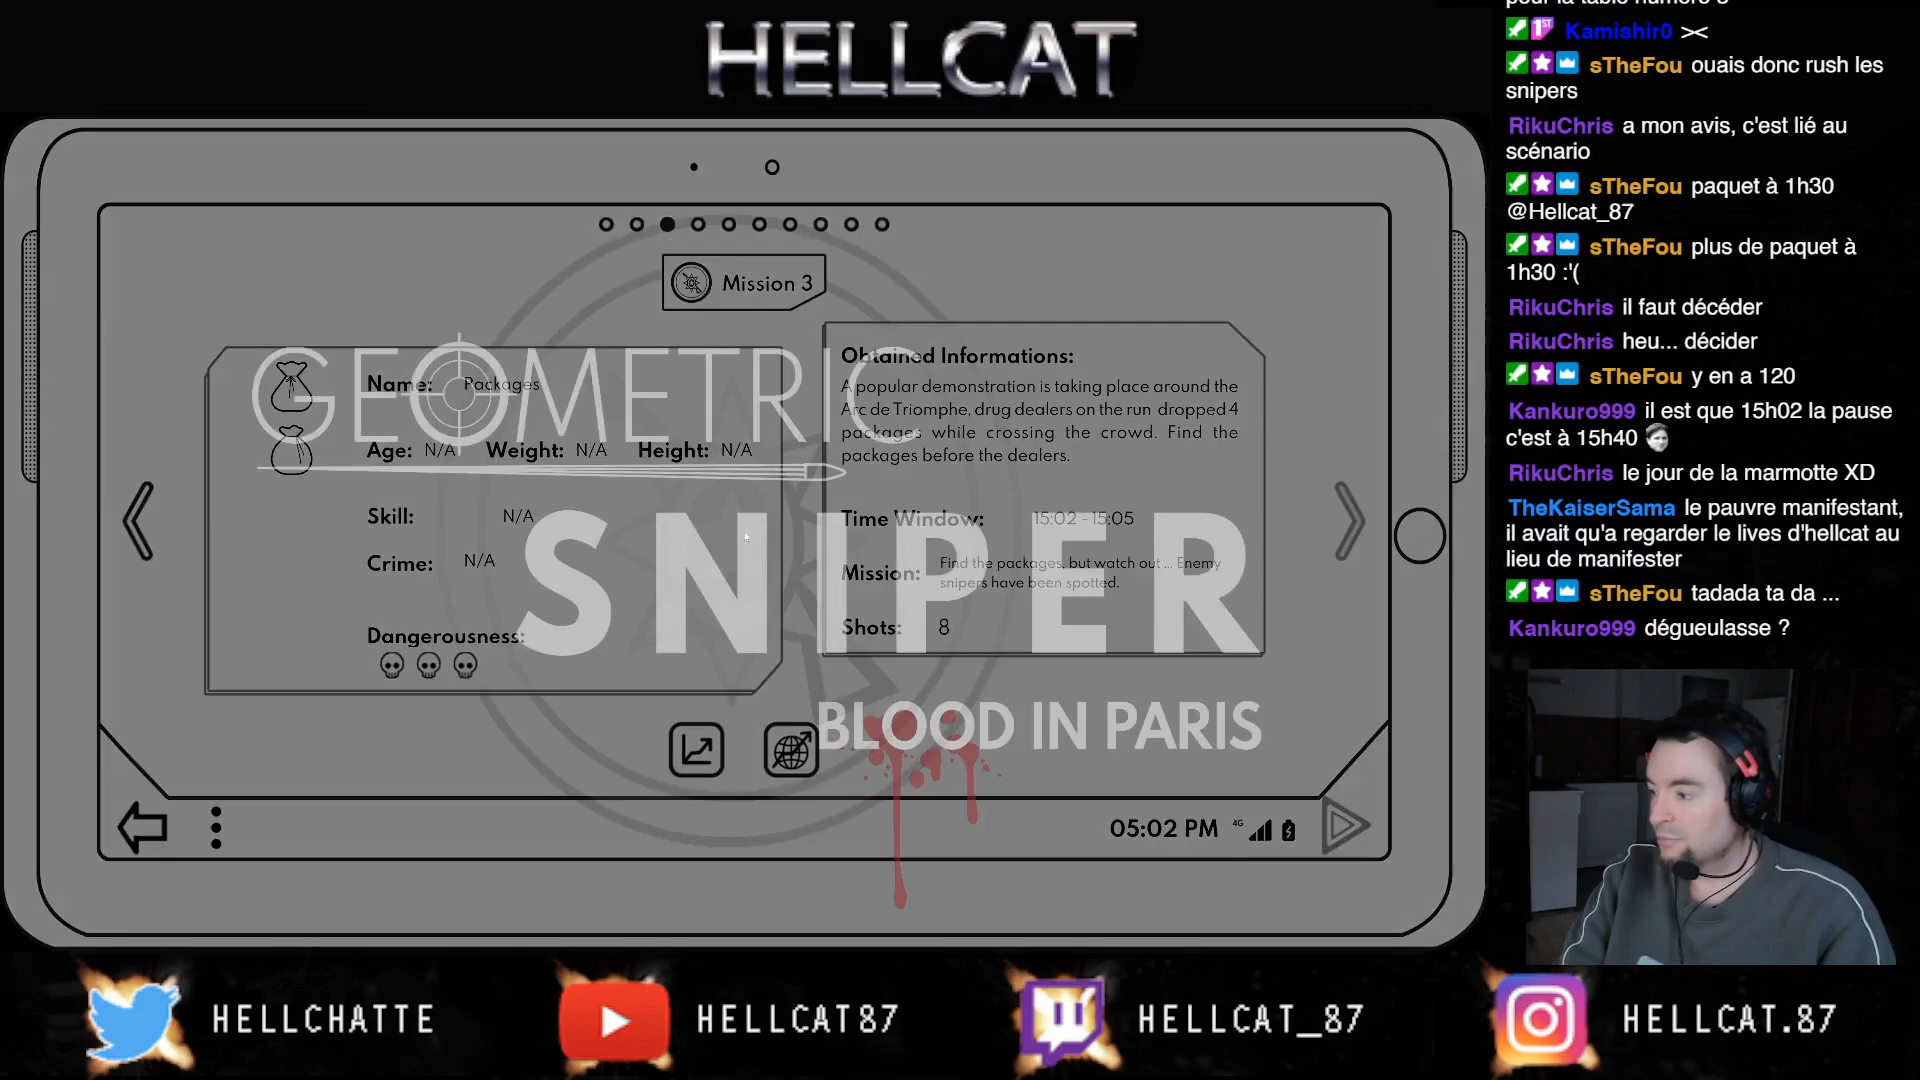 HELLCAT
Mission 3
GEOMETRIC
SNIPER
BLOOD IN PARIS
Name: Packages
Age: N/A Weight: N/A Height: N/A
Skill: N/A
Crime: N/A
Dangerousness:
Obtained Informations:
A popular demonstration is taking place around the
Arc de Triomphe, drug dealers on the run dropped 4
packages while crossing the crowd. Find the
packages before the dealers.
Time Window: 15:02 - 15:05
Mission: Find the packages, but watch out ... Enemy
snipers have been spotted.
Shots: 8
05:02 PM 4G
1ST Kamishir0 ><
sTheFou ouais donc rush les
snipers
RikuChris a mon avis, c'est lié au
scénario
sTheFou paquet à 1h30
@Hellcat_87
sTheFou plus de paquet à
1h30 :'(
RikuChris il faut décéder
RikuChris heu... décider
sTheFou y en a 120
Kankuro999 il est que 15h02 la pause
c'est à 15h40
RikuChris le jour de la marmotte XD
TheKaiserSama le pauvre manifestant,
il avait qu'a regarder le lives d'hellcat au
lieu de manifester
sTheFou tadada ta da ...
Kankuro999 dégueulasse ?
HELLCHATTE
HELLCAT87
HELLCAT_87
HELLCAT.87